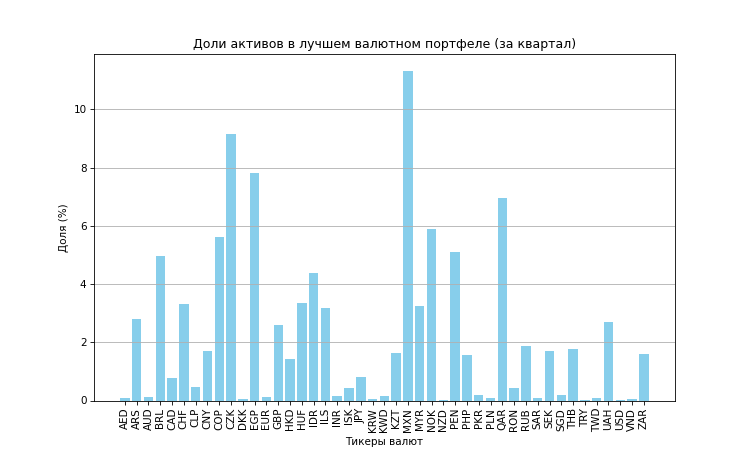 Доли активов в лучшем валютном портфеле (за квартал)
Доля (%)
10
8
6
4
2
0
AED ARS AUD BRL CAD CHF CLP CNY COP CZK DKK EGP EUR GBP HKD HUF IDR ILS INR ISK JPY KRW KWD KZT MXN MYR NOK NZD PEN PHP PKR PLN QAR RON RUB SAR SEK SGD THB TRY TWD UAH USD VND ZAR
Тикеры валют